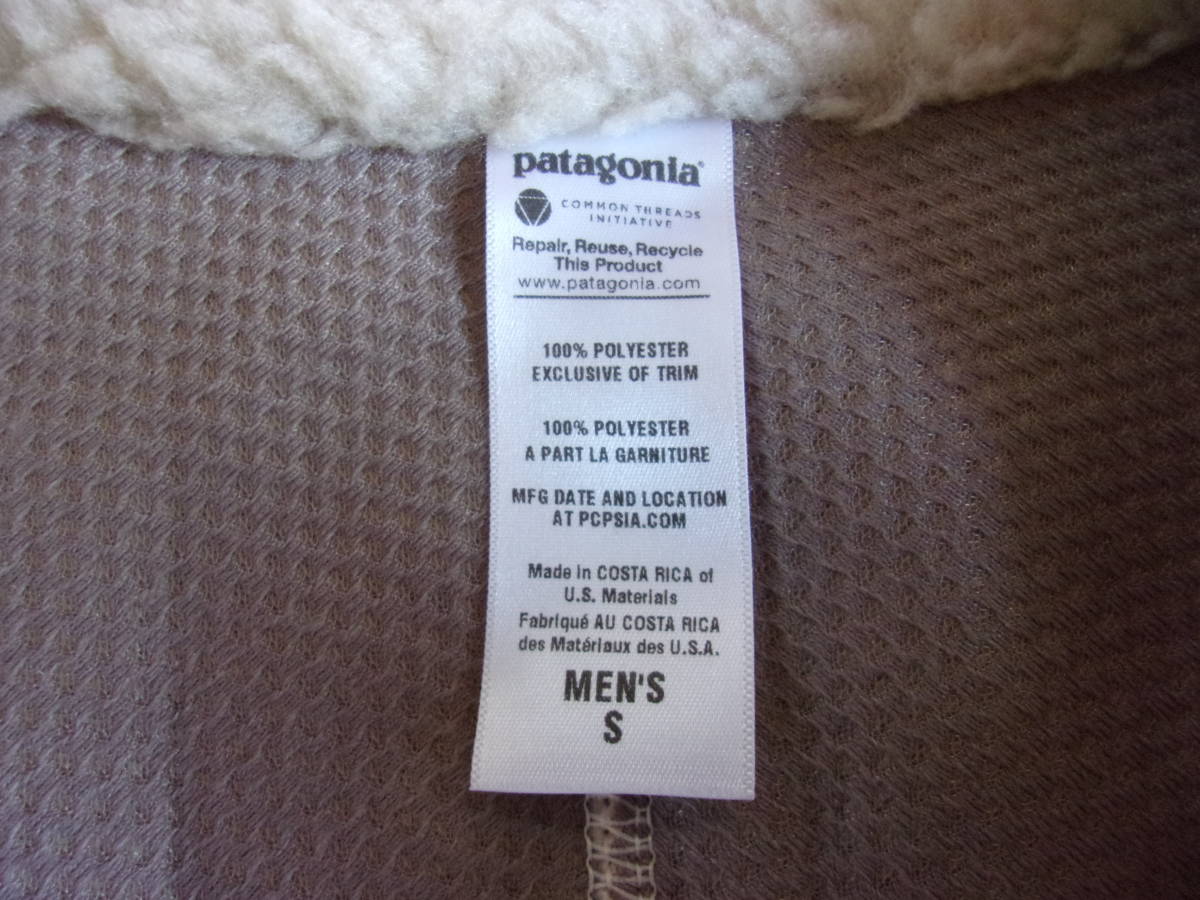 patagonia®
COMMON THREADS
INITIATIVE
Repair, Reuse, Recycle
This Product
www.patagonia.com
100% POLYESTER
EXCLUSIVE OF TRIM
100% POLYESTER
A PART LA GARNITURE
MFG DATE AND LOCATION
AT PCPSIA.COM
Made in COSTA RICA of
U.S. Materials
Fabriqué AU COSTA RICA
des Matériaux des U.S.A.
MEN'S
S